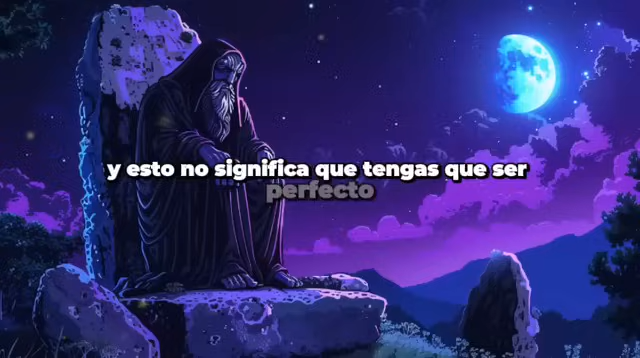 y esto no significa que tengas que ser
perfecto